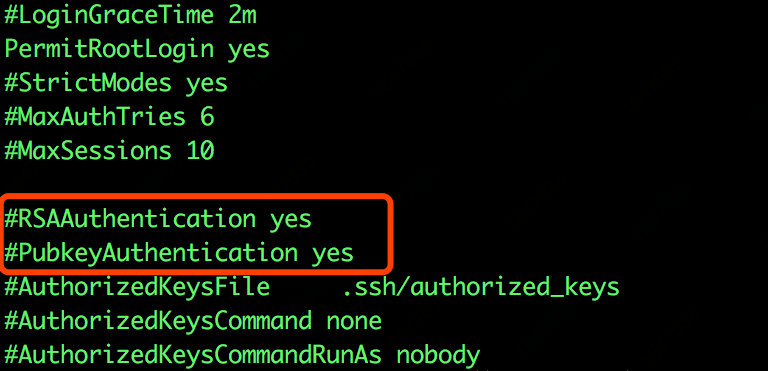 #LoginGraceTime 2m
PermitRootLogin yes
#StrictModes yes
#MaxAuthTries 6
#MaxSessions 10
#RSAAuthentication yes
#PubkeyAuthentication yes
#AuthorizedKeysFile .ssh/authorized_keys
#AuthorizedKeysCommand none
#AuthorizedKeysCommandRunAs nobody